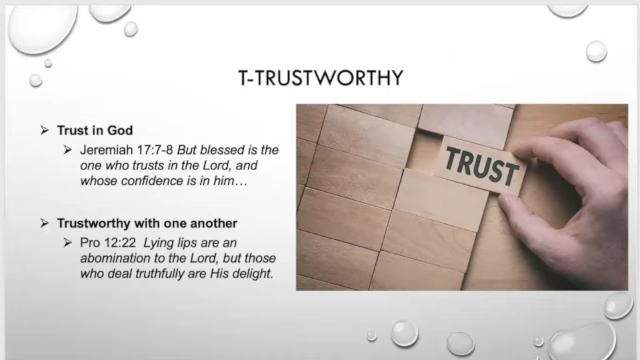 T-TRUSTWORTHY
➢ Trust in God
➢ Jeremiah 17:7-8 But blessed is the
one who trusts in the Lord, and
whose confidence is in him…
➢ Trustworthy with one another
➢ Pro 12:22 Lying lips are an
abomination to the Lord, but those
who deal truthfully are His delight.
TRUST